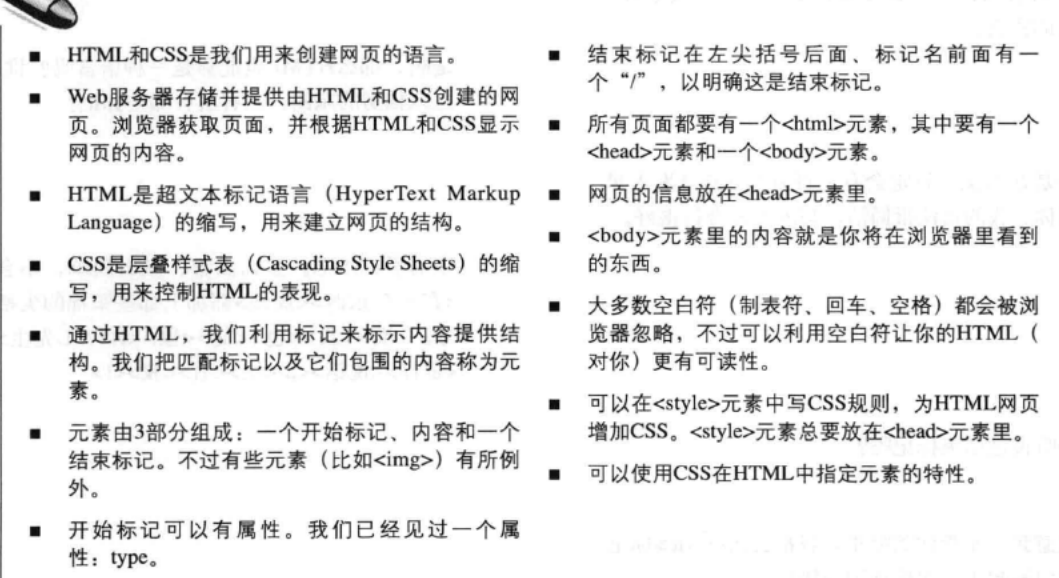 ■ HTML和CSS是我们用来创建网页的语言。
■ Web服务器存储并提供由HTML和CSS创建的网
页。浏览器获取页面，并根据HTML和CSS显示
网页的内容。
■ HTML是超文本标记语言（HyperText Markup
Language）的缩写，用来建立网页的结构。
■ CSS是层叠样式表（Cascading Style Sheets）的缩
写，用来控制HTML的表现。
■ 通过HTML，我们利用标记来标示内容提供结
构。我们把匹配标记以及它们包围的内容称为元
素。
■ 元素由3部分组成：一个开始标记、内容和一个
结束标记。不过有些元素（比如<img>）有所例
外。
■ 开始标记可以有属性。我们已经见过一个属
性：type。
■ 结束标记在左尖括号后面、标记名前面有一
个“/”，以明确这是结束标记。
■ 所有页面都要有一个<html>元素，其中要有一个
<head>元素和一个<body>元素。
■ 网页的信息放在<head>元素里。
■ <body>元素里的内容就是你将在浏览器里看到
的东西。
■ 大多数空白符（制表符、回车、空格）都会被浏
览器忽略，不过可以利用空白符让你的HTML（
对你）更有可读性。
■ 可以在<style>元素中写CSS规则，为HTML网页
增加CSS。<style>元素总要放在<head>元素里。
■ 可以使用CSS在HTML中指定元素的特性。